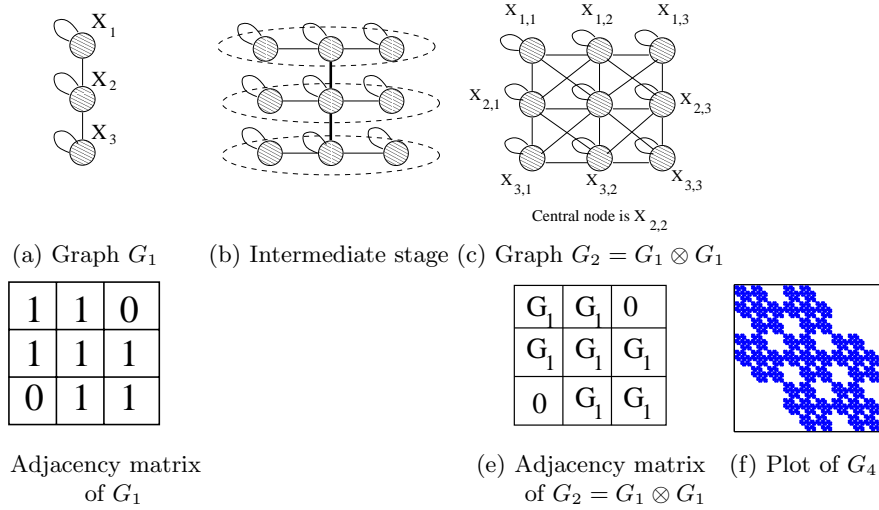 X1
X2
X3
X1,1 X1,2 X1,3
X2,1 X2,3
X3,1 X3,2 X3,3
Central node is X2,2
(a) Graph G1 (b) Intermediate stage (c) Graph G2 = G1 ⊗ G1
1 1 0
1 1 1
0 1 1
G1 G1 0
G1 G1 G1
0 G1 G1
Adjacency matrix
of G1
(e) Adjacency matrix
of G2 = G1 ⊗ G1
(f) Plot of G4